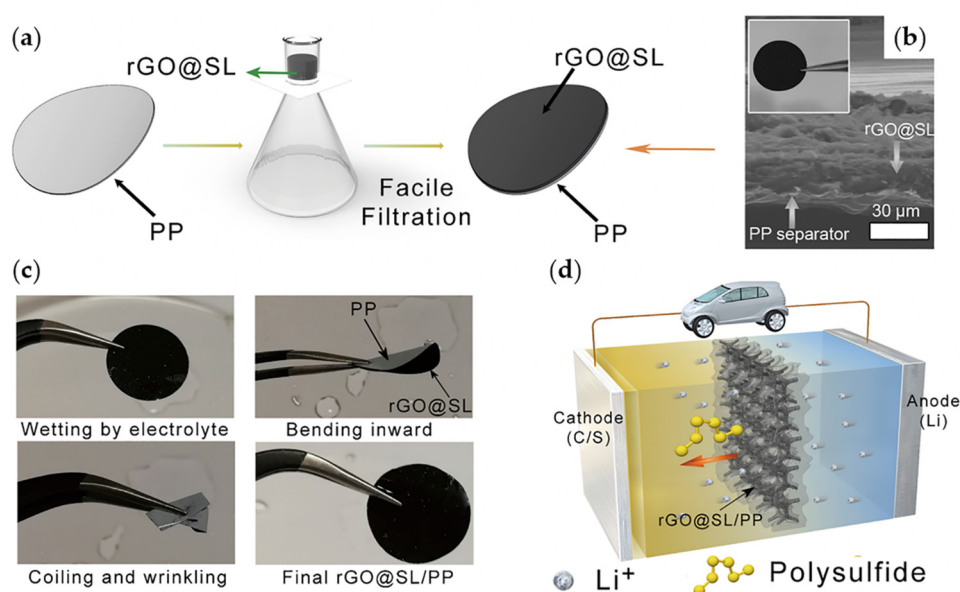 (a)
rGO@SL
PP
Facile
Filtration
rGO@SL
PP
(b)
rGO@SL
30 µm
PP separator
(c)
Wetting by electrolyte
PP
rGO@SL
Bending inward
Coiling and wrinkling
Final rGO@SL/PP
(d)
Cathode
(C/S)
Anode
(Li)
rGO@SL/PP
Li⁺
Polysulfide